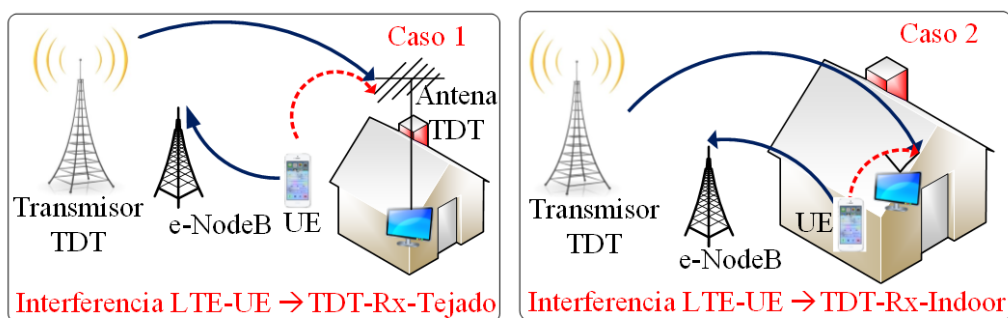 Caso 1
Antena
TDT
Transmisor
TDT
e-NodeB
UE
Interferencia LTE-UE → TDT-Rx-Tejado
Caso 2
Transmisor
TDT
UE
e-NodeB
Interferencia LTE-UE → TDT-Rx-Indoor